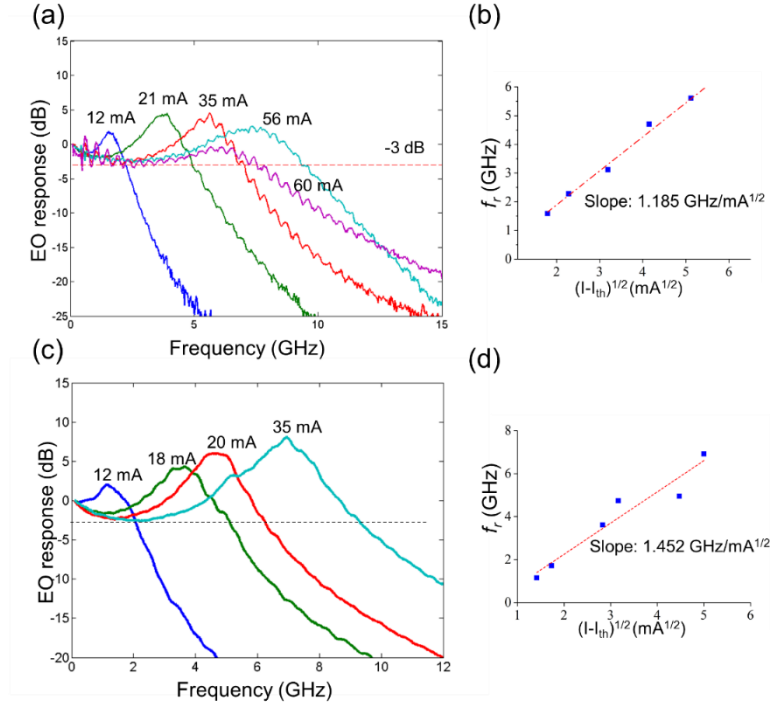 (a)
15
10
5
0
-5
-10
-15
-20
-25
EO response (dB)
12 mA
21 mA
35 mA
56 mA
60 mA
-3 dB
0
5
10
15
Frequency (GHz)
(b)
6
5
4
3
2
1
0
fr (GHz)
Slope: 1.185 GHz/mA1/2
2
3
4
5
6
(I-Ith)1/2(mA1/2)
(c)
15
10
5
0
-5
-10
-15
-20
EO response (dB)
12 mA
18 mA
20 mA
35 mA
0
2
4
6
8
10
12
Frequency (GHz)
(d)
8
6
4
2
0
fr (GHz)
Slope: 1.452 GHz/mA1/2
1
2
3
4
5
6
(I-Ith)1/2(mA1/2)